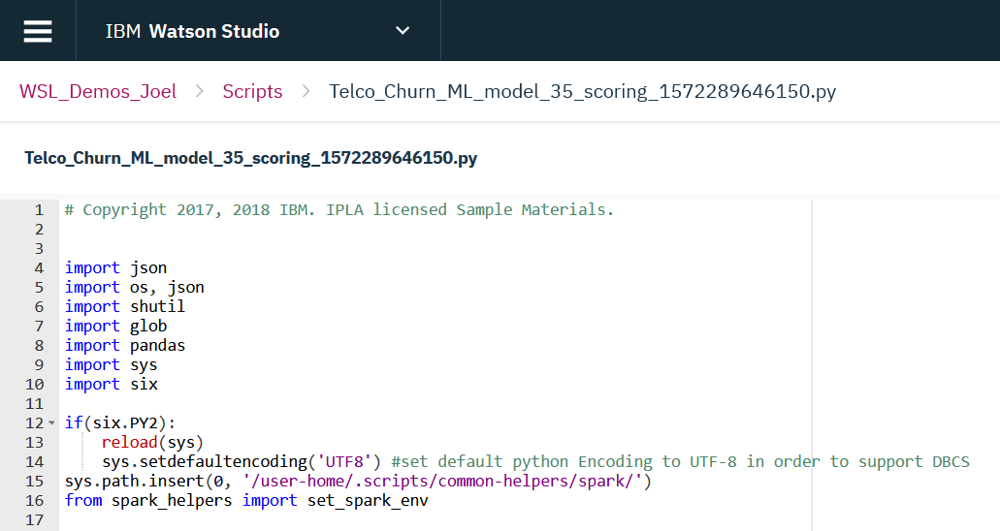 IBM Watson Studio
WSL_Demos_Joel > Scripts > Telco_Churn_ML_model_35_scoring_1572289646150.py
Telco_Churn_ML_model_35_scoring_1572289646150.py
1 # Copyright 2017, 2018 IBM. IPLA licensed Sample Materials.
2
3
4 import json
5 import os, json
6 import shutil
7 import glob
8 import pandas
9 import sys
10 import six
11
12 if(six.PY2):
13     reload(sys)
14     sys.setdefaultencoding('UTF8') #set default python Encoding to UTF-8 in order to support DBCS
15 sys.path.insert(0, '/user-home/.scripts/common-helpers/spark/')
16 from spark_helpers import set_spark_env
17